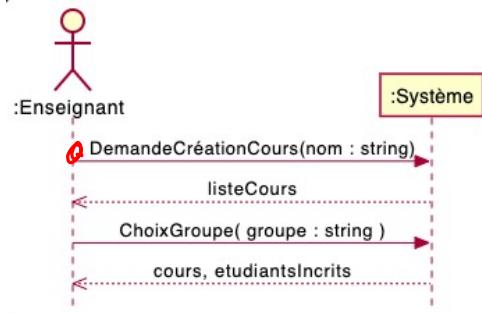 :Enseignant
:Système
DemandeCréationCours(nom : string)
listeCours
ChoixGroupe( groupe : string )
cours, etudiantsIncrits